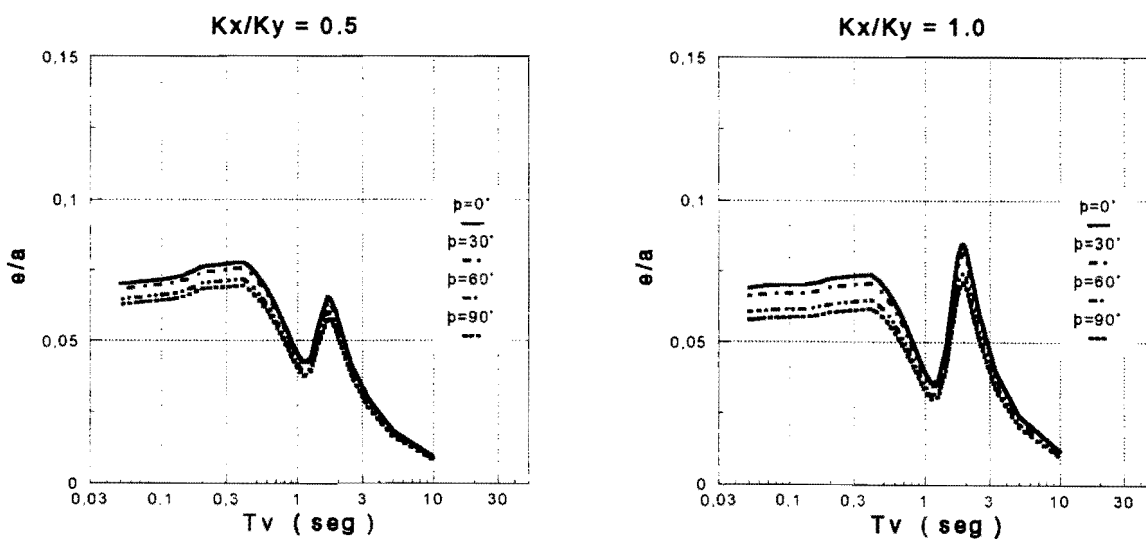 Kx/Ky = 0.5
0,15
0,1
0,05
0
e/a
þ=0°
þ=30°
þ=60°
þ=90°
0,03 0,1 0,3 1 3 10 30
Tv ( seg )
Kx/Ky = 1.0
0,15
0,1
0,05
0
e/a
þ=0°
þ=30°
þ=60°
þ=90°
0,03 0,1 0,3 1 3 10 30
Tv ( seg )